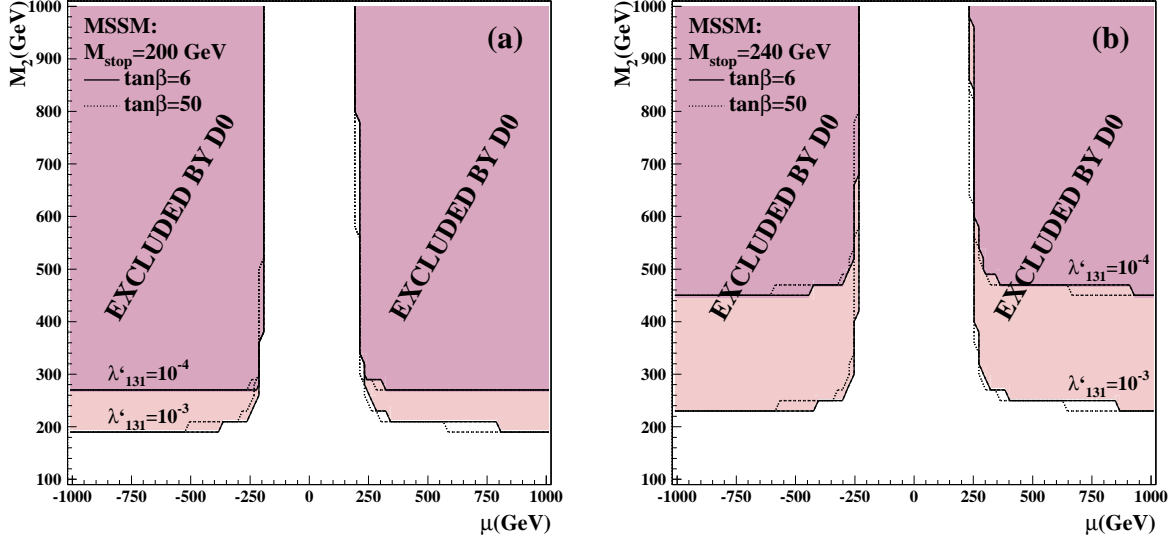 M2(GeV)
1000
900
800
700
600
500
400
300
200
100
MSSM:
Mstop=200 GeV
tanβ=6
tanβ=50
(a)
EXCLUDED BY D0
EXCLUDED BY D0
λ‘131=10-4
λ‘131=10-3
-1000 -750 -500 -250 0 250 500 750 1000
μ(GeV)
M2(GeV)
1000
900
800
700
600
500
400
300
200
100
MSSM:
Mstop=240 GeV
tanβ=6
tanβ=50
(b)
EXCLUDED BY D0
EXCLUDED BY D0
λ‘131=10-4
λ‘131=10-3
-1000 -750 -500 -250 0 250 500 750 1000
μ(GeV)